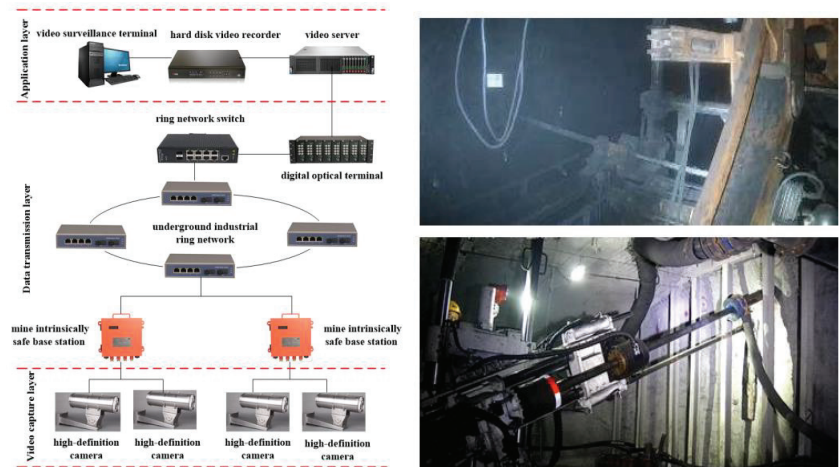 Application layer
video surveillance terminal
hard disk video recorder
video server
Data transmission layer
ring network switch
digital optical terminal
underground industrial
ring network
mine intrinsically
safe base station
mine intrinsically
safe base station
Video capture layer
high-definition
camera
high-definition
camera
high-definition
camera
high-definition
camera